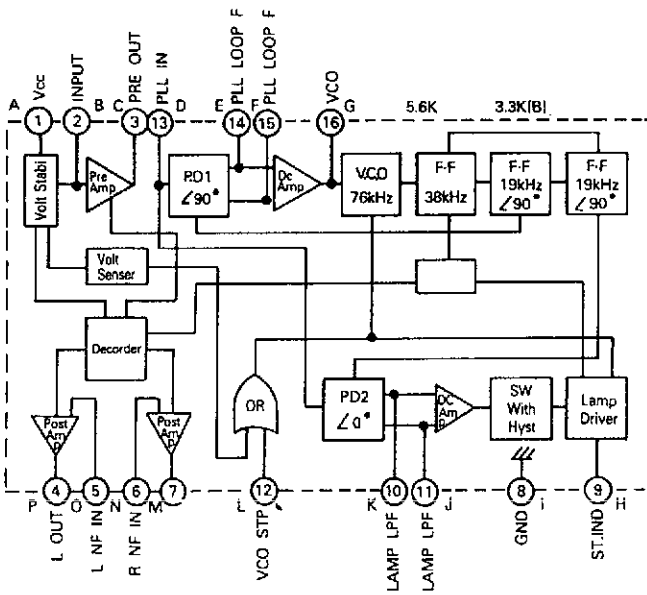 Vcc
INPUT
PRE OUT
PLL IN
PLL LOOP F
PLL LOOP F
VCO
A B C D E F G
5.6K 3.3K(B)
1 2 3 13 14 15 16
Volt Stabi
Pre Amp
P.D1
∠90°
Dc Amp
V.C.O
76kHz
F·F
38kHz
F·F
19kHz
∠90°
F·F
19kHz
∠90°
Volt Senser
Decorder
OR
PD2
∠0°
DC Amp
SW
With
Hyst
Lamp
Driver
Post Amp
Post Amp
4 5 6 7 12 10 11 8 9
P O N M L K J i H
L OUT
L NF IN
R NF IN
VCO STP
LAMP LPF
LAMP LPF
GND
ST.IND